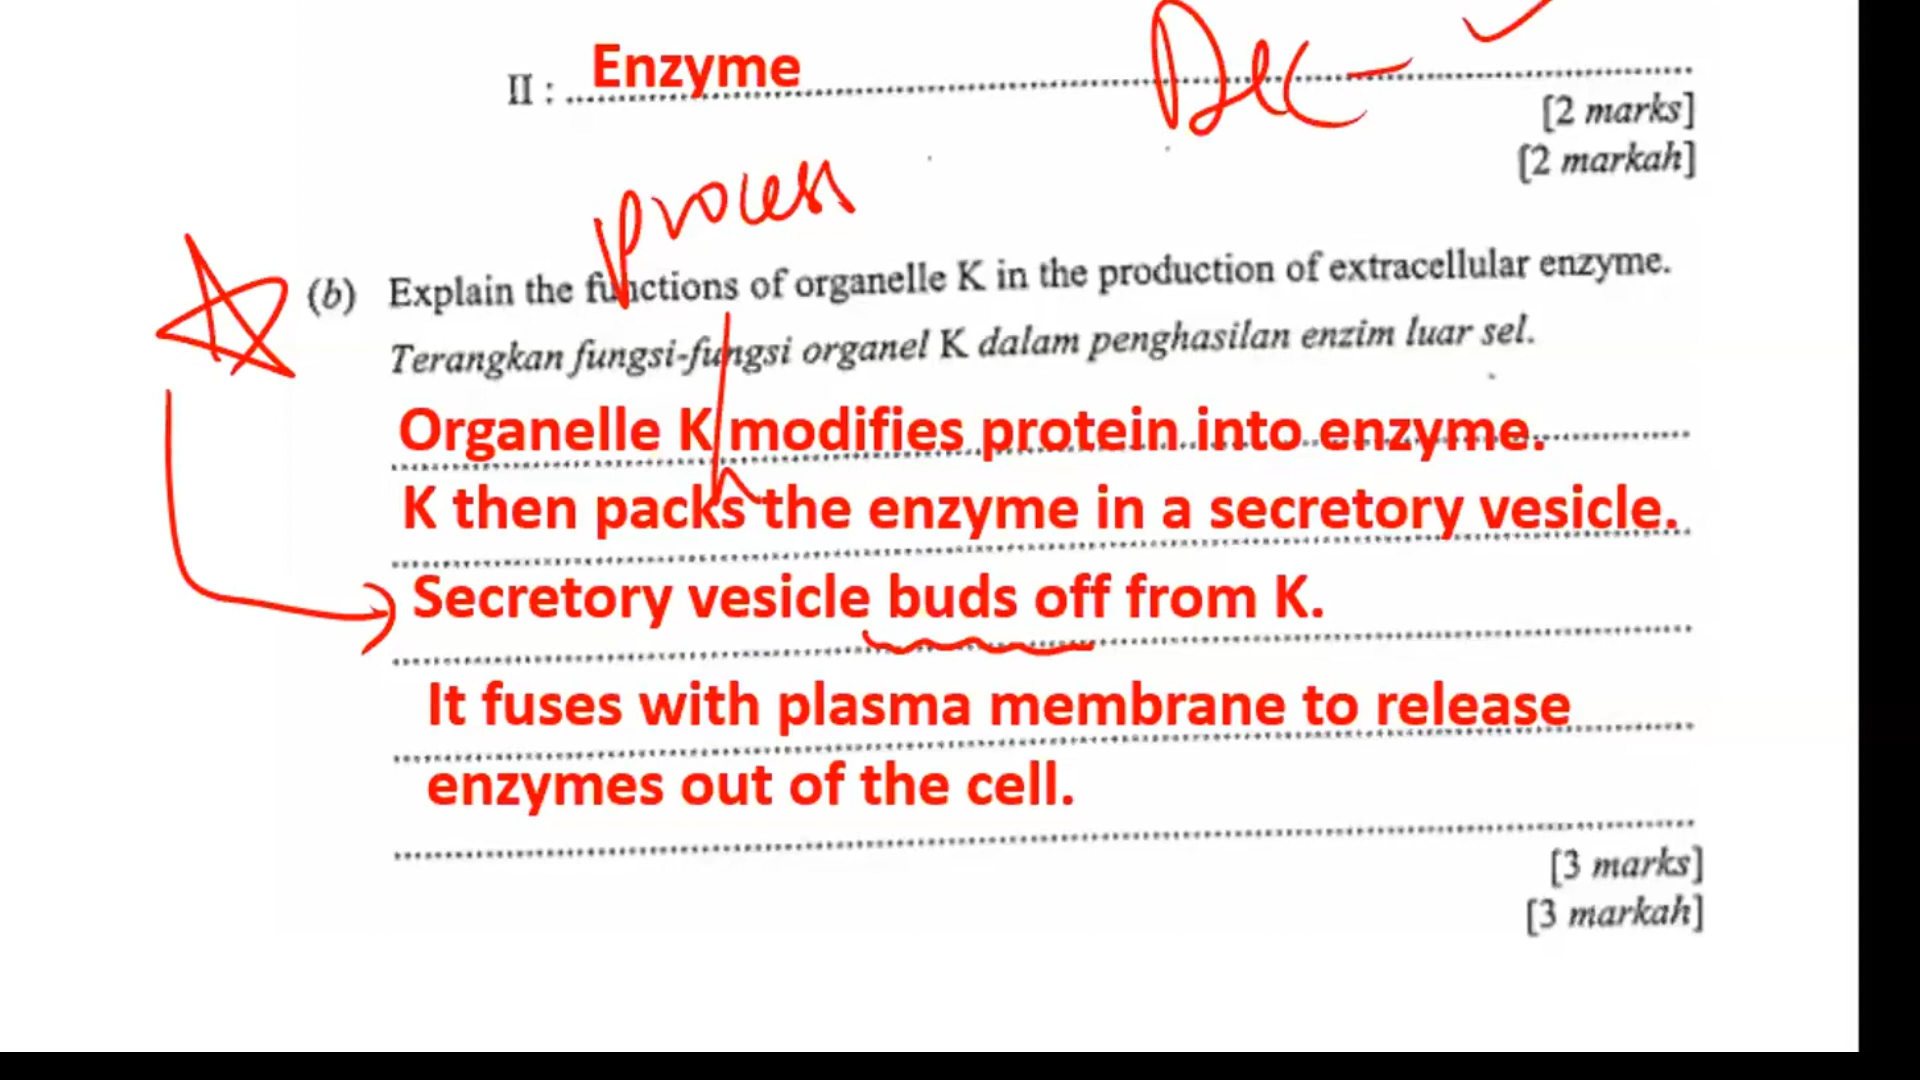 II : Enzyme
[2 marks]
[2 markah]
process
(b) Explain the functions of organelle K in the production of extracellular enzyme.
Terangkan fungsi-fungsi organel K dalam penghasilan enzim luar sel.
Organelle K modifies protein into enzyme.
K then packs the enzyme in a secretory vesicle.
Secretory vesicle buds off from K.
It fuses with plasma membrane to release
enzymes out of the cell.
[3 marks]
[3 markah]